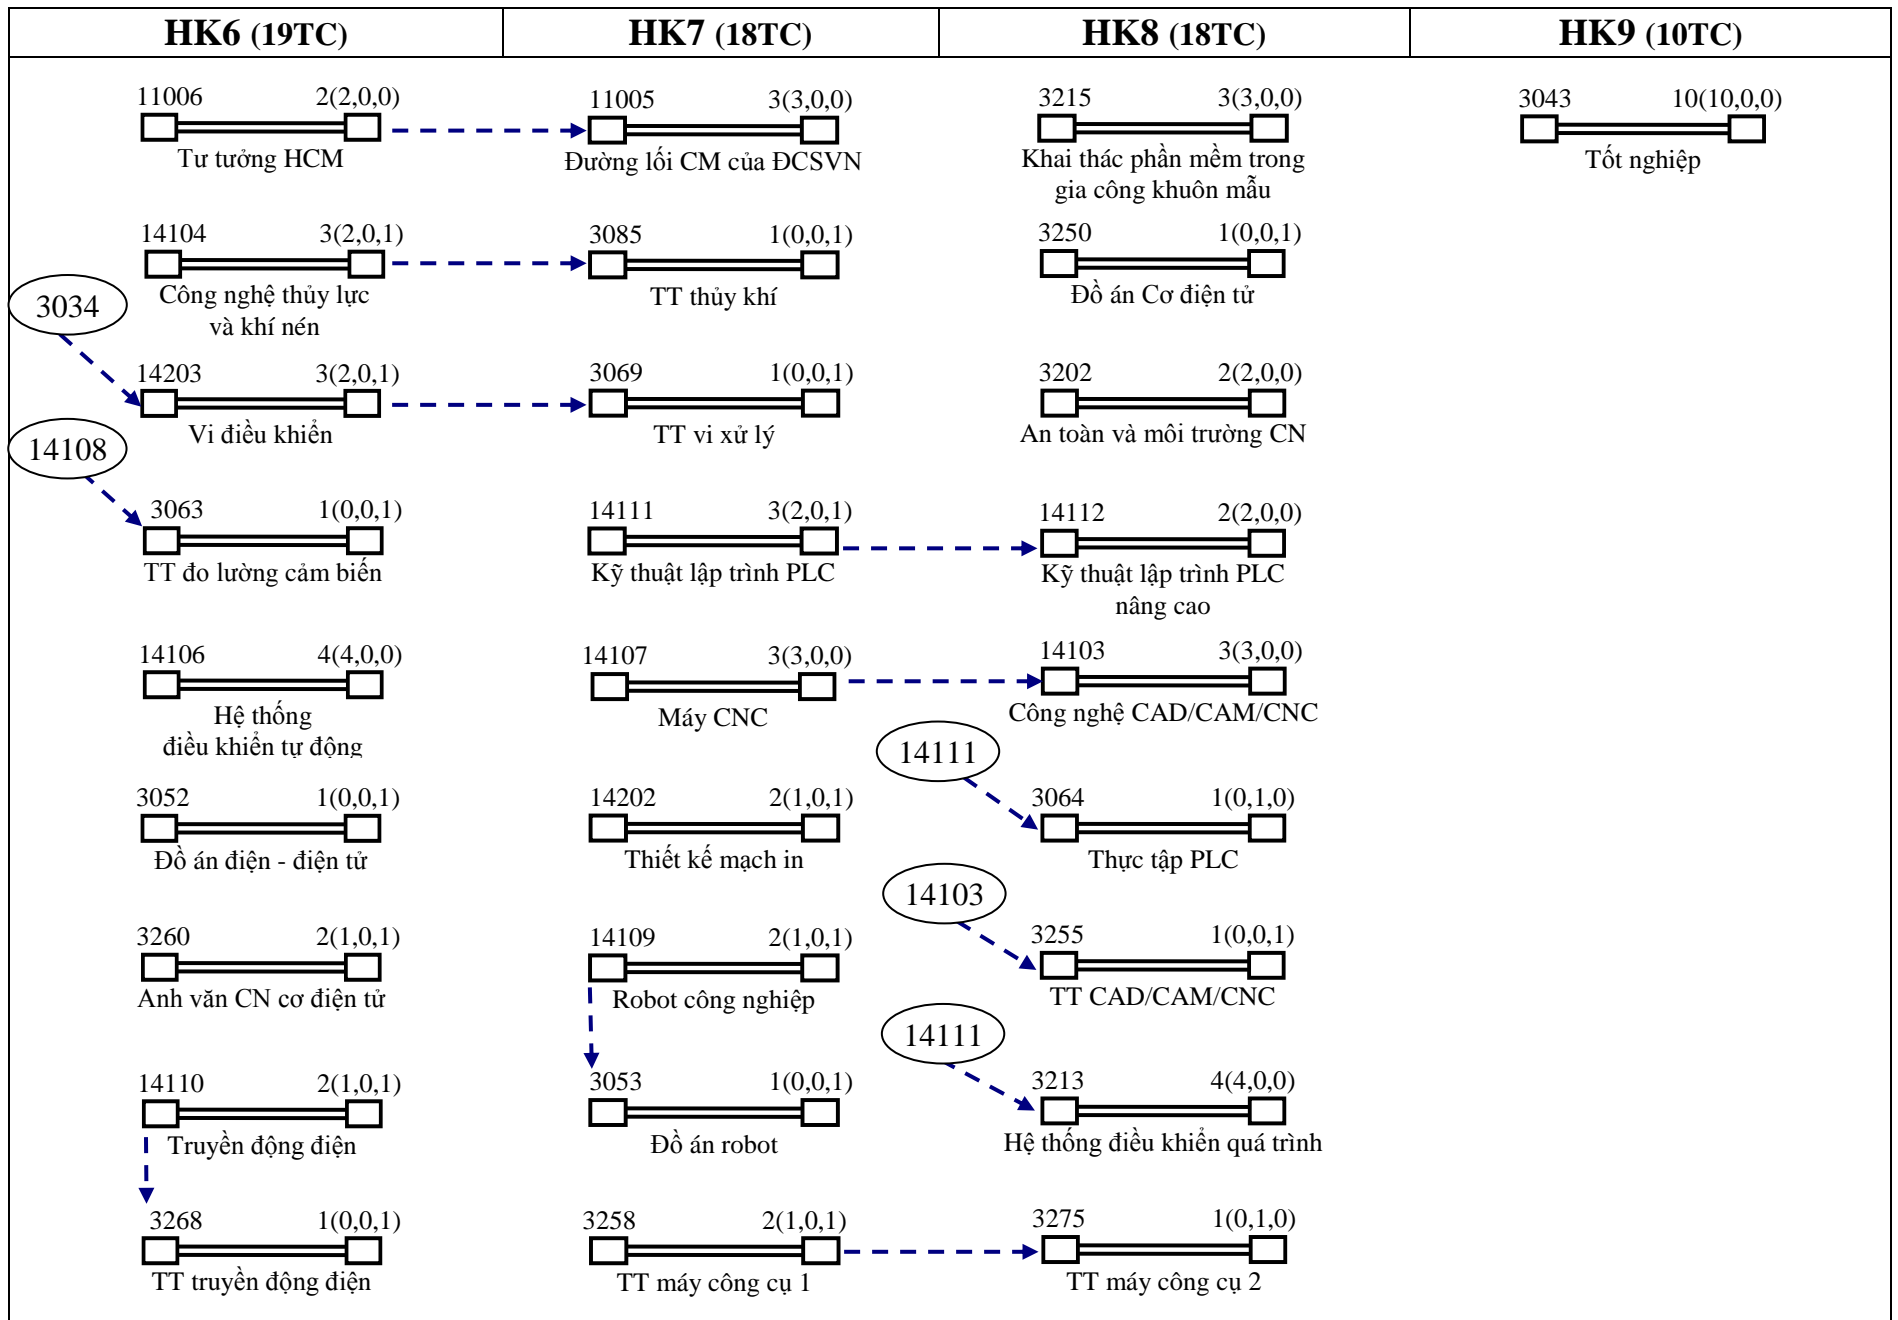 HK6 (19TC)
HK7 (18TC)
HK8 (18TC)
HK9 (10TC)
11006 2(2,0,0)
Tư tưởng HCM
11005 3(3,0,0)
Đường lối CM của ĐCSVN
3215 3(3,0,0)
Khai thác phần mềm trong
gia công khuôn mẫu
3043 10(10,0,0)
Tốt nghiệp
14104 3(2,0,1)
Công nghệ thủy lực
và khí nén
3085 1(0,0,1)
TT thủy khí
3250 1(0,0,1)
Đồ án Cơ điện tử
3034
14203 3(2,0,1)
Vi điều khiển
3069 1(0,0,1)
TT vi xử lý
3202 2(2,0,0)
An toàn và môi trường CN
14108
3063 1(0,0,1)
TT đo lường cảm biến
14111 3(2,0,1)
Kỹ thuật lập trình PLC
14112 2(2,0,0)
Kỹ thuật lập trình PLC
nâng cao
14106 4(4,0,0)
Hệ thống
điều khiển tự động
14107 3(3,0,0)
Máy CNC
14103 3(3,0,0)
Công nghệ CAD/CAM/CNC
14111
3052 1(0,0,1)
Đồ án điện - điện tử
14202 2(1,0,1)
Thiết kế mạch in
3064 1(0,1,0)
Thực tập PLC
14103
3260 2(1,0,1)
Anh văn CN cơ điện tử
14109 2(1,0,1)
Robot công nghiệp
3255 1(0,0,1)
TT CAD/CAM/CNC
14111
14110 2(1,0,1)
Truyền động điện
3053 1(0,0,1)
Đồ án robot
3213 4(4,0,0)
Hệ thống điều khiển quá trình
3268 1(0,0,1)
TT truyền động điện
3258 2(1,0,1)
TT máy công cụ 1
3275 1(0,1,0)
TT máy công cụ 2